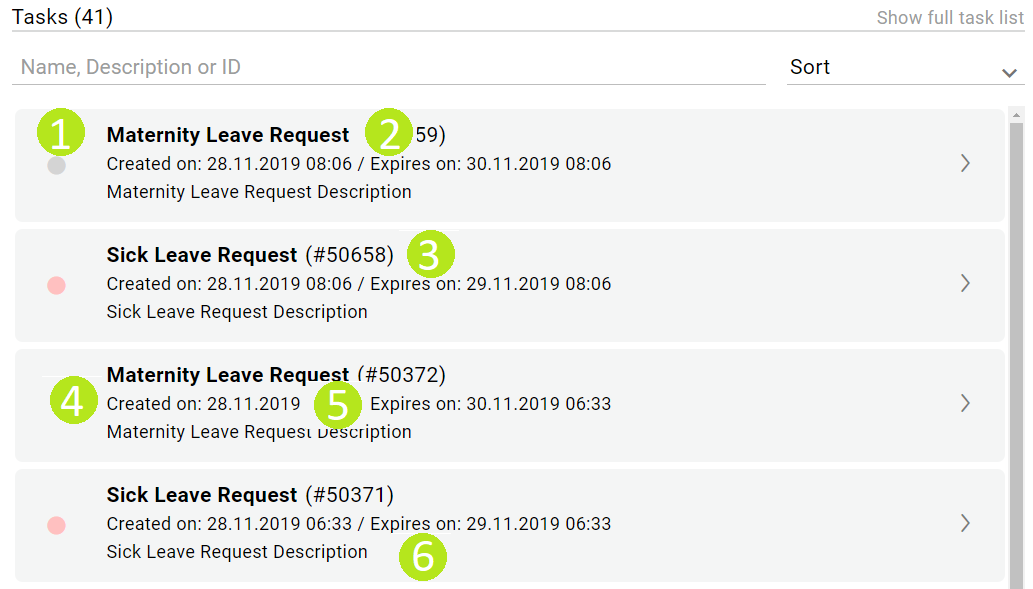 Tasks (41)
Show full task list
Name, Description or ID
Sort
1
Maternity Leave Request 2 59)
Created on: 28.11.2019 08:06 / Expires on: 30.11.2019 08:06
Maternity Leave Request Description
Sick Leave Request (#50658) 3
Created on: 28.11.2019 08:06 / Expires on: 29.11.2019 08:06
Sick Leave Request Description
Maternity Leave Request (#50372)
4 Created on: 28.11.2019 5 Expires on: 30.11.2019 06:33
Maternity Leave Request Description
Sick Leave Request (#50371)
Created on: 28.11.2019 06:33 / Expires on: 29.11.2019 06:33
Sick Leave Request Description 6